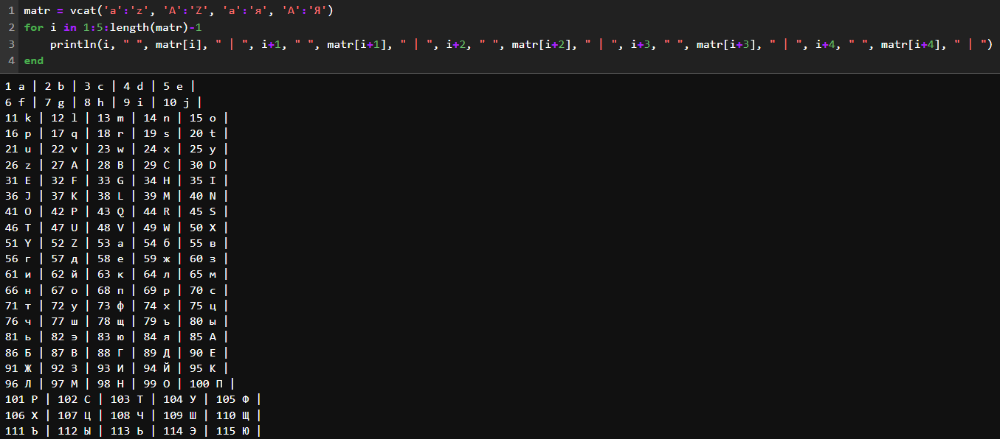 1 matr = vcat('a':'z', 'A':'Z', 'а':'я', 'А':'Я')
2 for i in 1:5:length(matr)-1
3     println(i, " ", matr[i], " | ", i+1, " ", matr[i+1], " | ", i+2, " ", matr[i+2], " | ", i+3, " ", matr[i+3], " | ", i+4, " ", matr[i+4], " | ")
4 end
1 a | 2 b | 3 c | 4 d | 5 e |
6 f | 7 g | 8 h | 9 i | 10 j |
11 k | 12 l | 13 m | 14 n | 15 o |
16 p | 17 q | 18 r | 19 s | 20 t |
21 u | 22 v | 23 w | 24 x | 25 y |
26 z | 27 A | 28 B | 29 C | 30 D |
31 E | 32 F | 33 G | 34 H | 35 I |
36 J | 37 K | 38 L | 39 M | 40 N |
41 O | 42 P | 43 Q | 44 R | 45 S |
46 T | 47 U | 48 V | 49 W | 50 X |
51 Y | 52 Z | 53 а | 54 б | 55 в |
56 г | 57 д | 58 е | 59 ж | 60 з |
61 и | 62 й | 63 к | 64 л | 65 м |
66 н | 67 о | 68 п | 69 р | 70 с |
71 т | 72 у | 73 ф | 74 х | 75 ц |
76 ч | 77 ш | 78 щ | 79 ъ | 80 ы |
81 ь | 82 э | 83 ю | 84 я | 85 А |
86 Б | 87 В | 88 Г | 89 Д | 90 Е |
91 Ж | 92 З | 93 И | 94 Й | 95 К |
96 Л | 97 М | 98 Н | 99 О | 100 П |
101 Р | 102 С | 103 Т | 104 У | 105 Ф |
106 Х | 107 Ц | 108 Ч | 109 Ш | 110 Щ |
111 Ъ | 112 Ы | 113 Ь | 114 Э | 115 Ю |